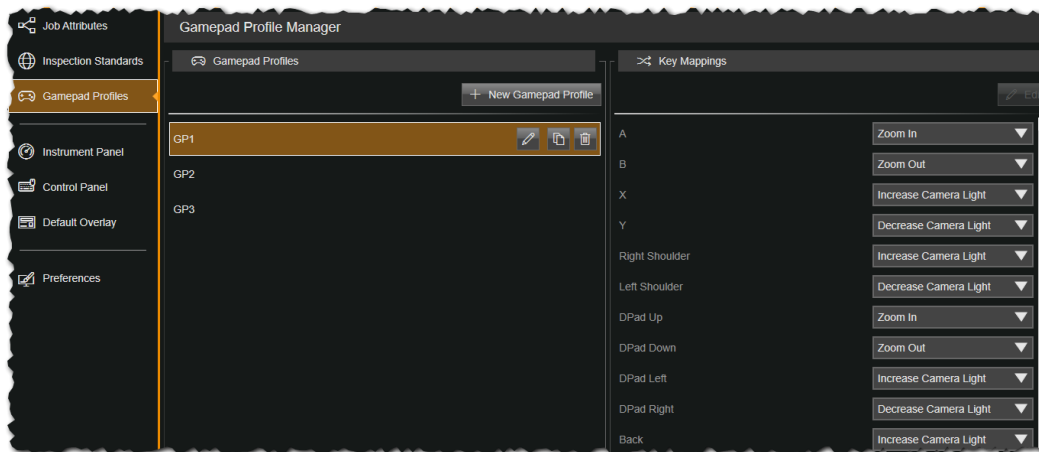 Job Attributes
Inspection Standards
Gamepad Profiles
Instrument Panel
Control Panel
Default Overlay
Preferences
Gamepad Profile Manager
Gamepad Profiles
+ New Gamepad Profile
GP1
GP2
GP3
Key Mappings
A Zoom In
B Zoom Out
X Increase Camera Light
Y Decrease Camera Light
Right Shoulder Increase Camera Light
Left Shoulder Decrease Camera Light
DPad Up Zoom In
DPad Down Zoom Out
DPad Left Increase Camera Light
DPad Right Decrease Camera Light
Back Increase Camera Light